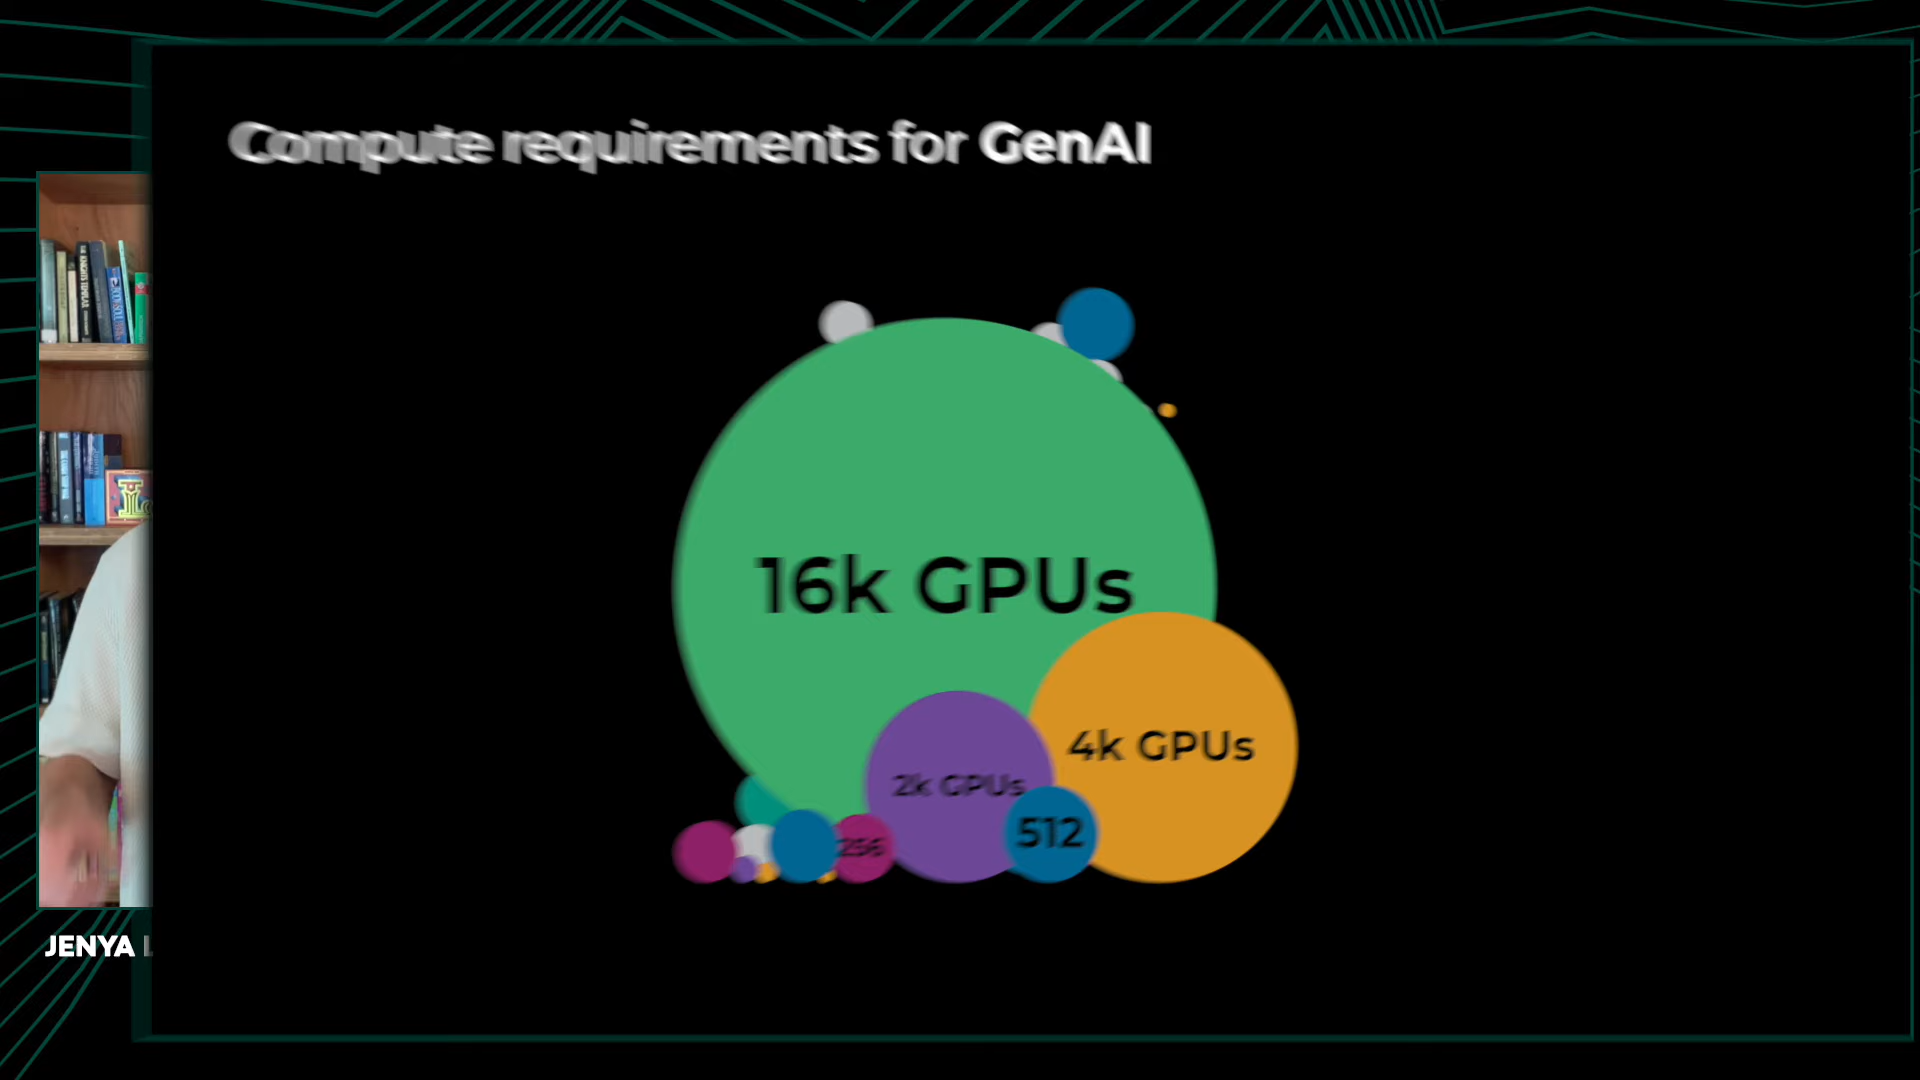 Compute requirements for GenAI
16k GPUs
4k GPUs
2k GPUs
512
256
JENYA